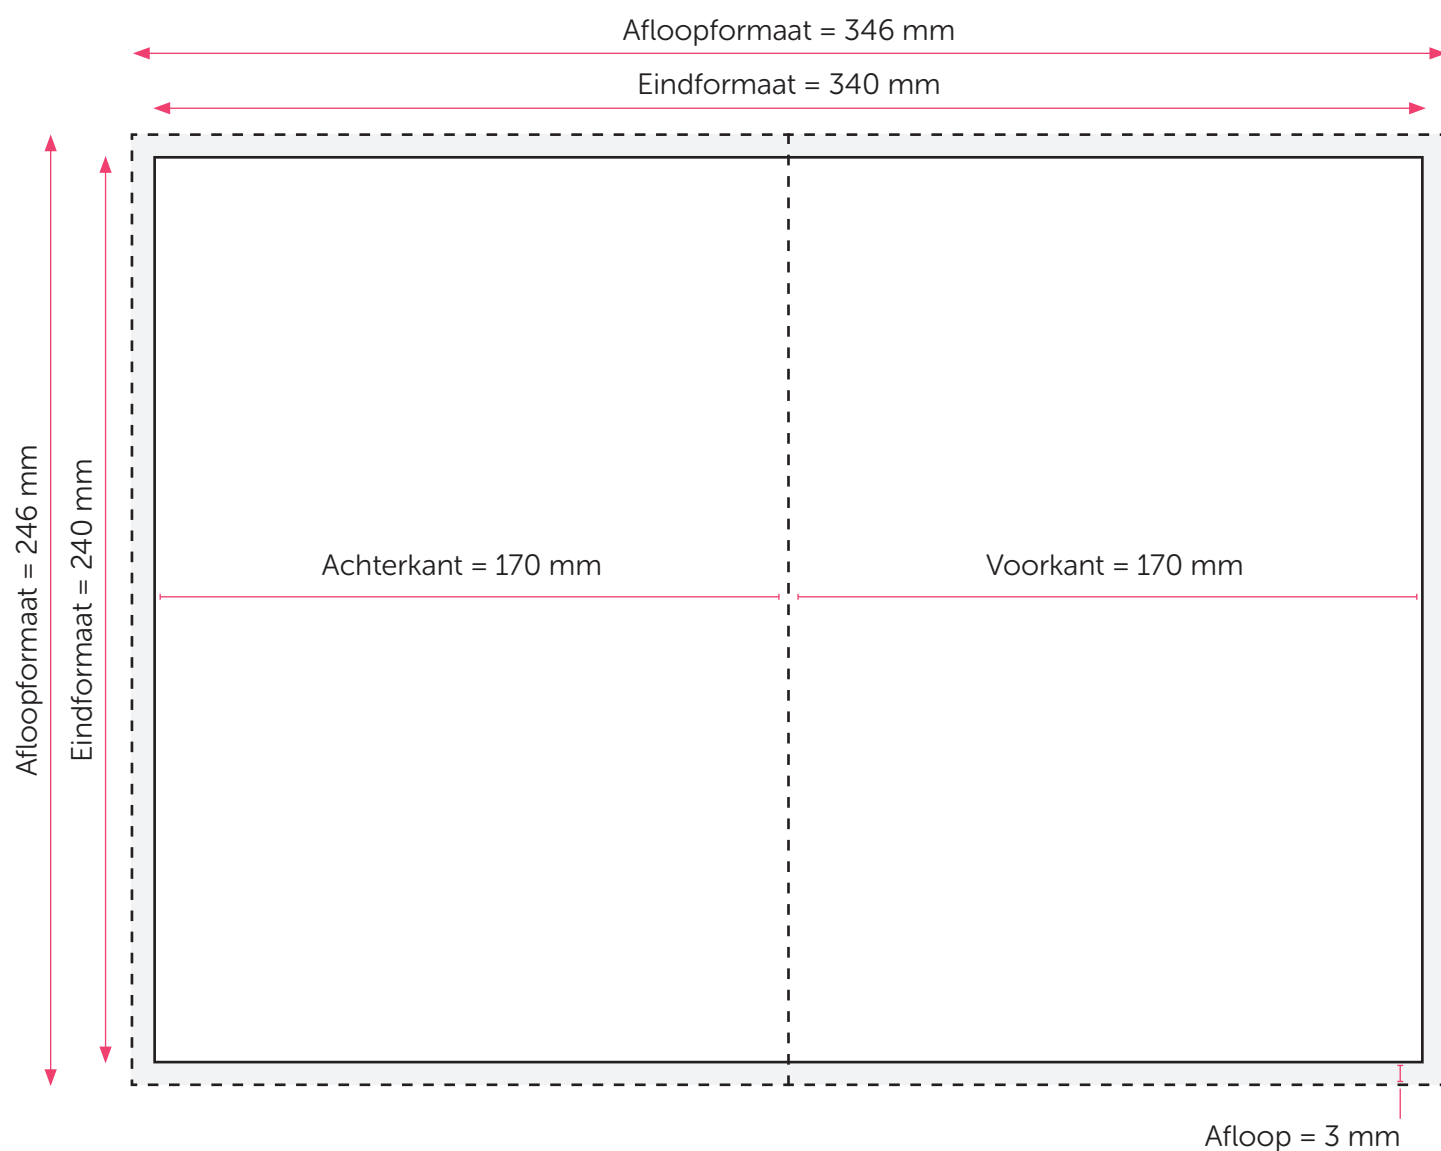 Afloopformaat = 346 mm
Eindformaat = 340 mm
Afloopformaat = 246 mm
Eindformaat = 240 mm
Achterkant = 170 mm
Voorkant = 170 mm
Afloop = 3 mm